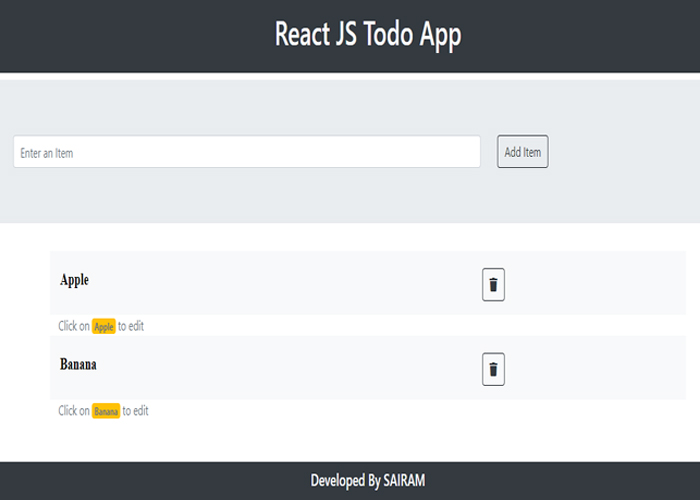 React JS Todo App
Enter an Item
Add Item
Apple
Click on Apple to edit
Banana
Click on Banana to edit
Developed By SAIRAM